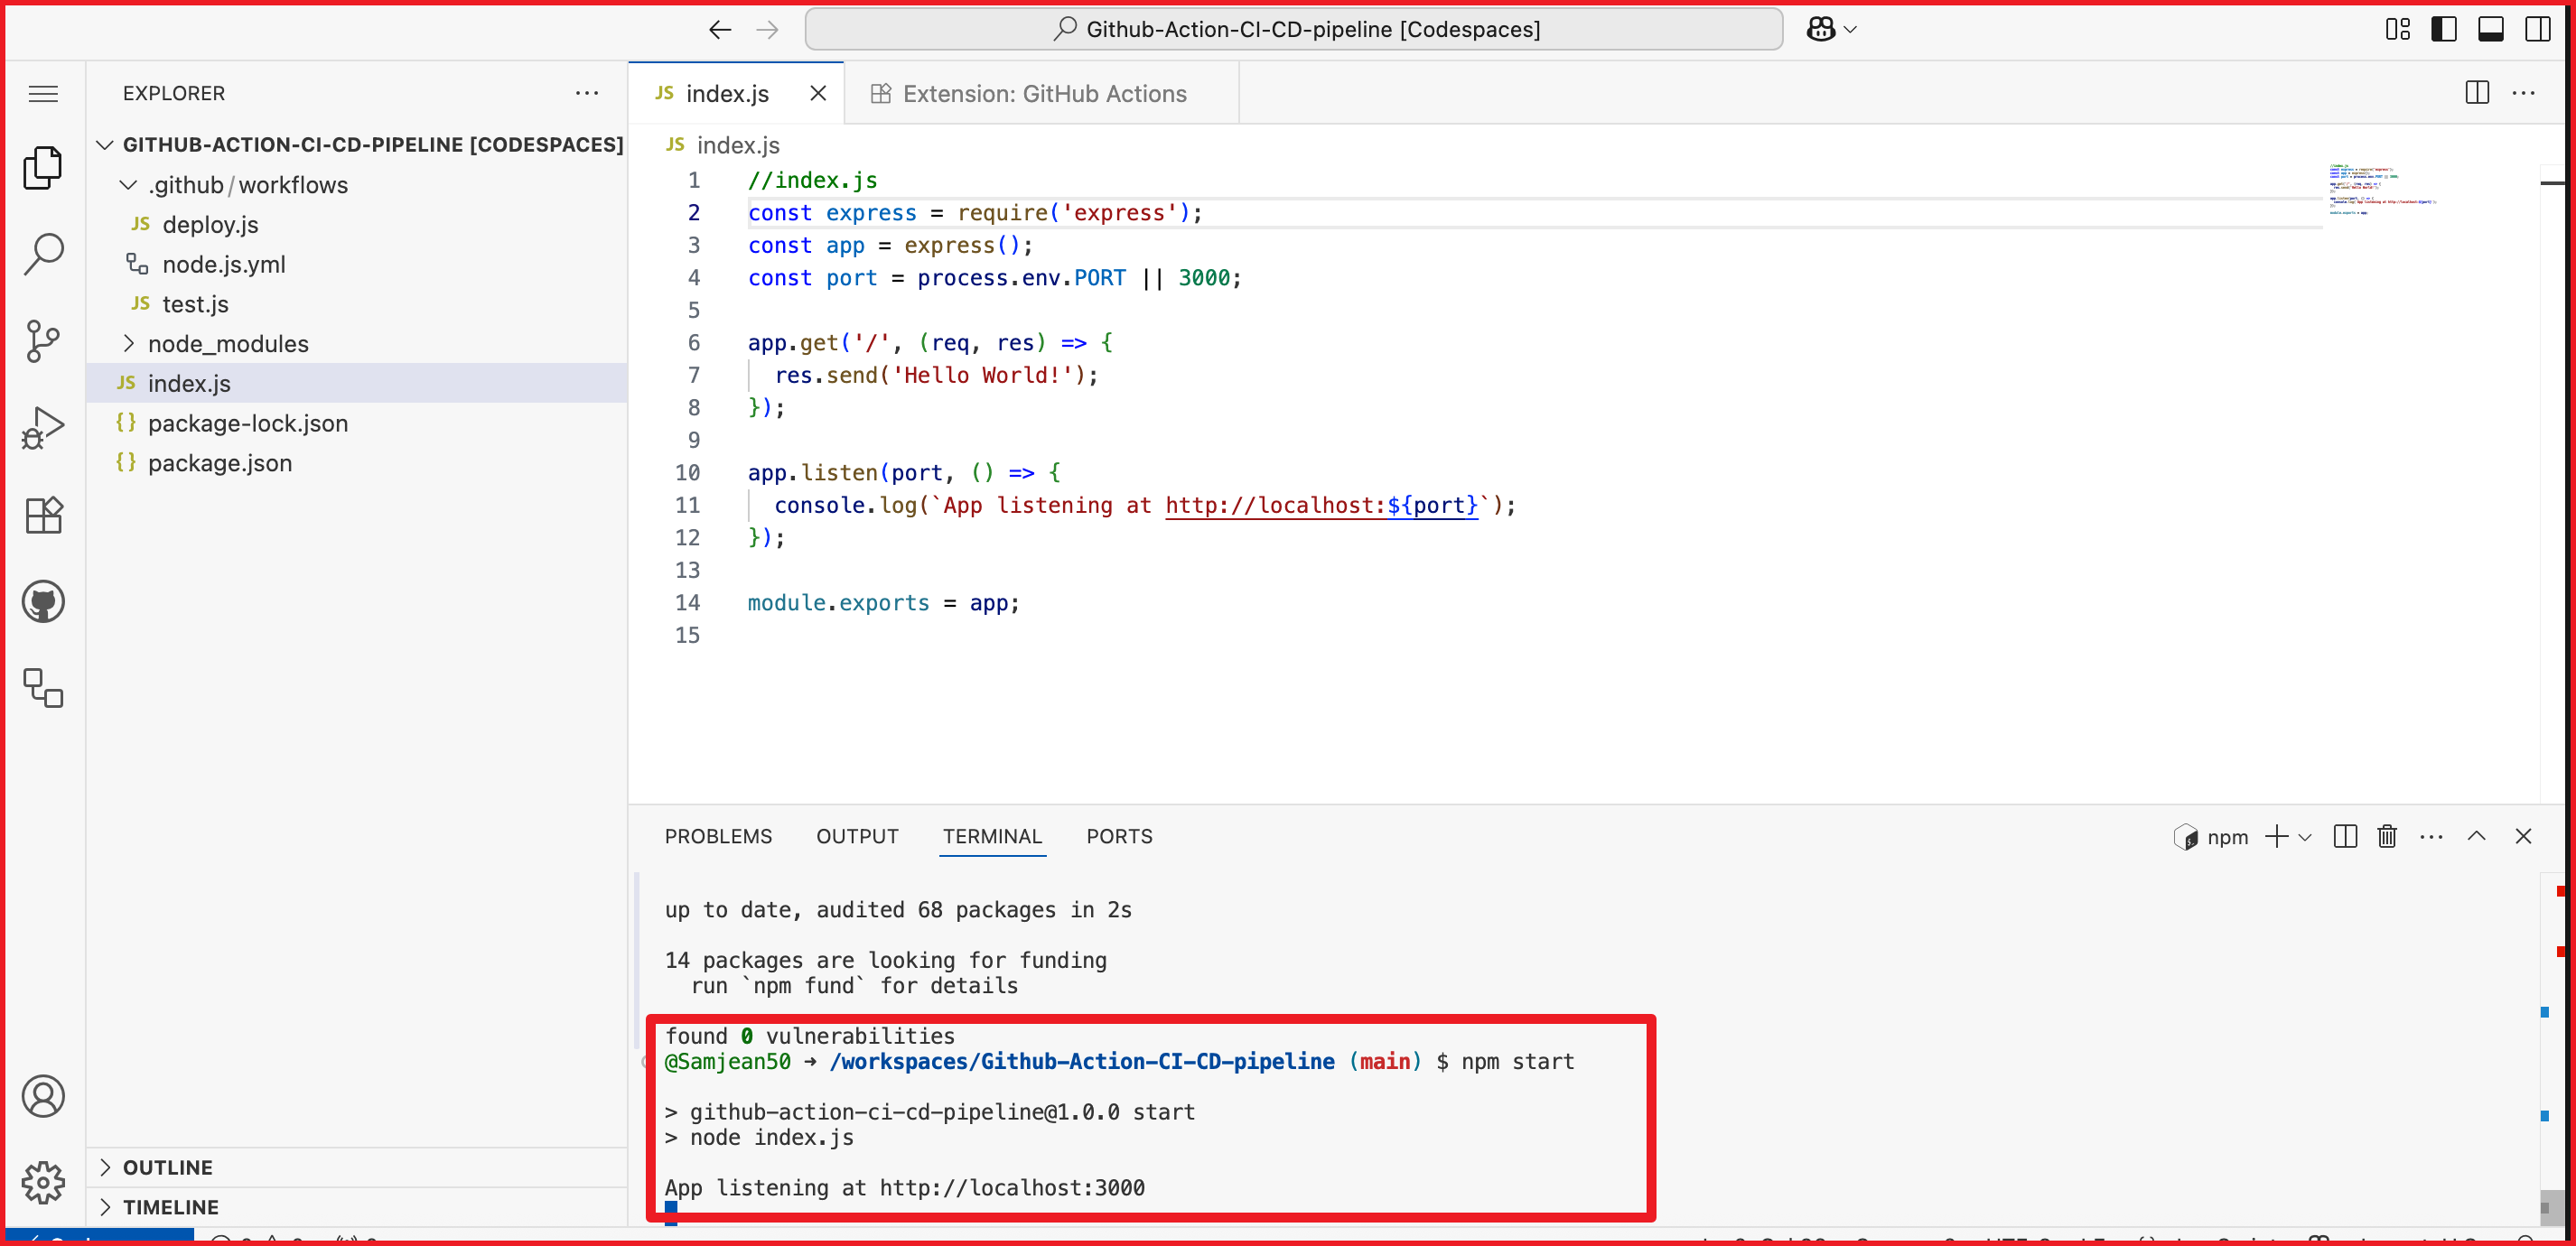 Github-Action-CI-CD-pipeline [Codespaces]
EXPLORER
GITHUB-ACTION-CI-CD-PIPELINE [CODESPACES]
.github/workflows
JS deploy.js
node.js.yml
JS test.js
node_modules
JS index.js
{} package-lock.json
{} package.json
OUTLINE
TIMELINE
JS index.js
Extension: GitHub Actions
JS index.js
1 //index.js
2 const express = require('express');
3 const app = express();
4 const port = process.env.PORT || 3000;
5
6 app.get('/', (req, res) => {
7 res.send('Hello World!');
8 });
9
10 app.listen(port, () => {
11 console.log(`App listening at http://localhost:${port}`);
12 });
13
14 module.exports = app;
15
PROBLEMS OUTPUT TERMINAL PORTS
npm
up to date, audited 68 packages in 2s
14 packages are looking for funding
run `npm fund` for details
found 0 vulnerabilities
@Samjean50 ➜ /workspaces/Github-Action-CI-CD-pipeline (main) $ npm start
> github-action-ci-cd-pipeline@1.0.0 start
> node index.js
App listening at http://localhost:3000